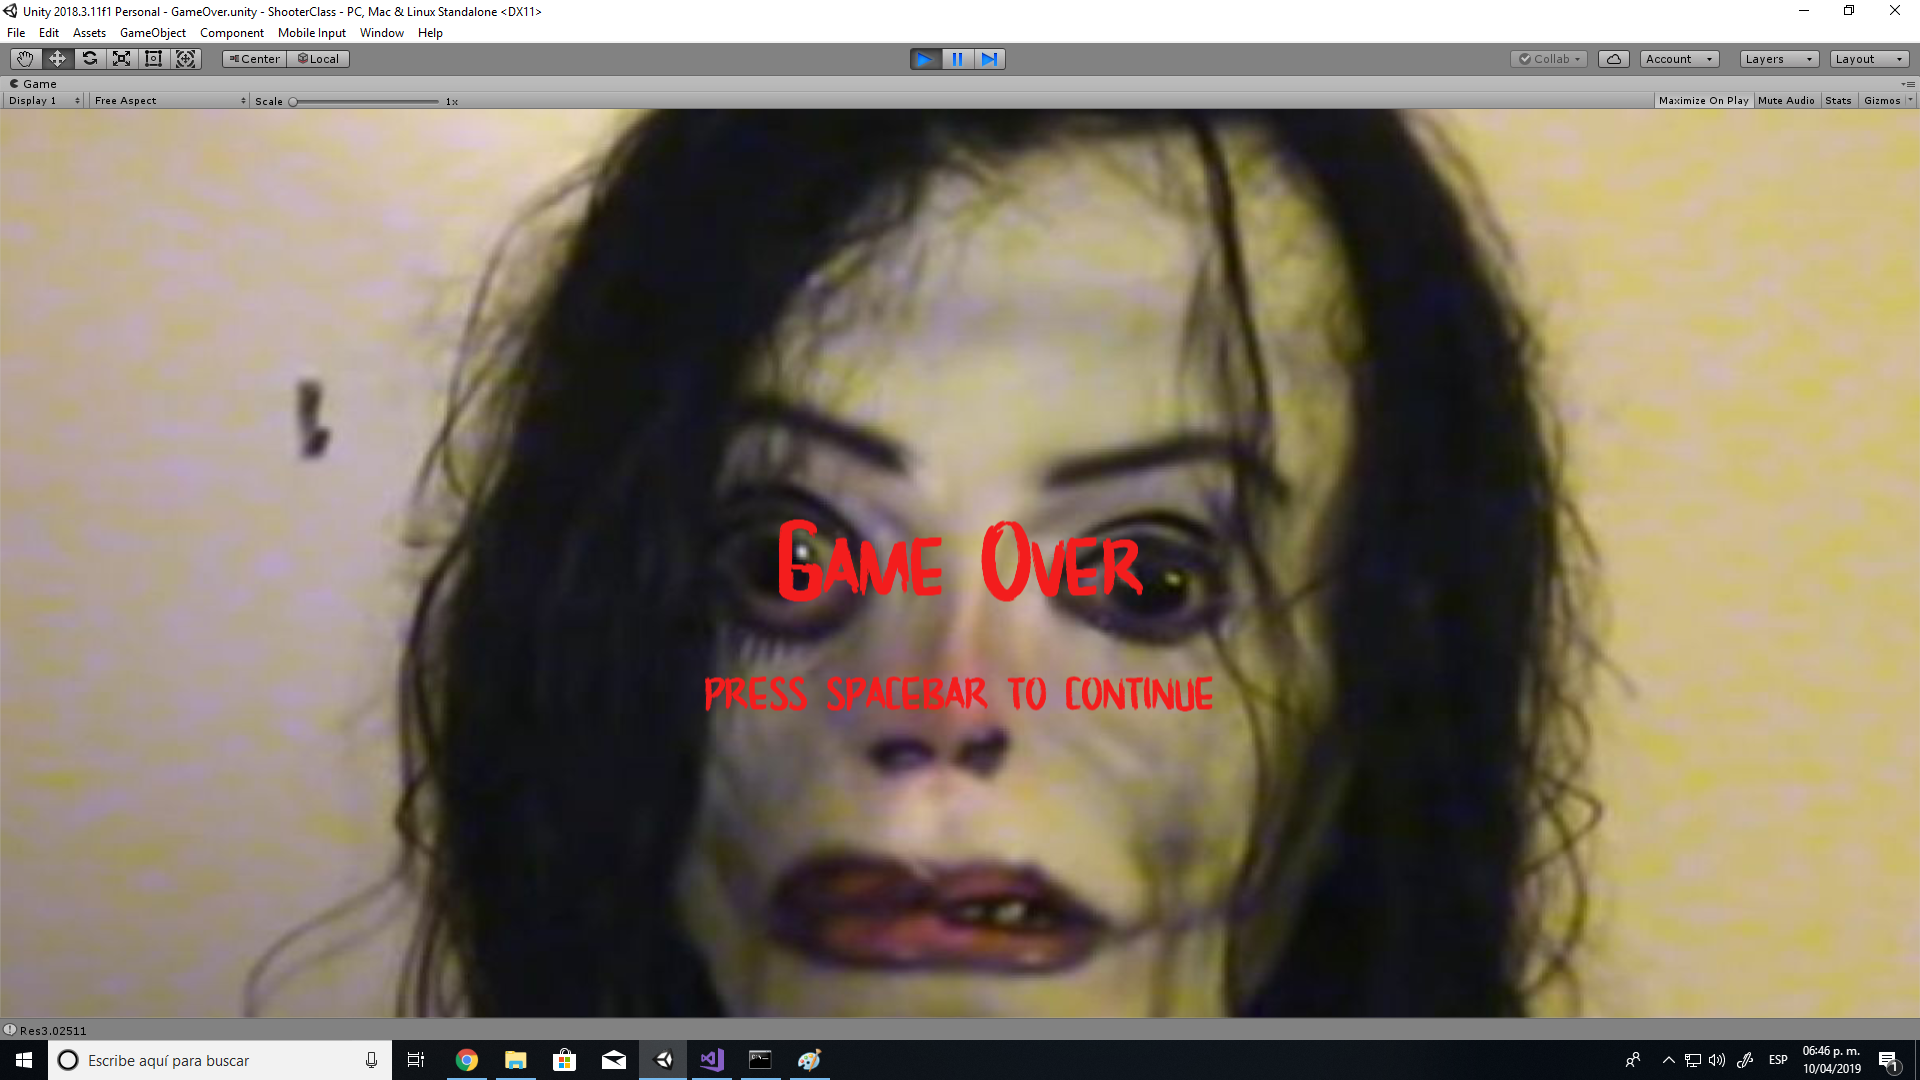 Unity 2018.3.11f1 Personal - GameOver.unity - ShooterClass - PC, Mac & Linux Standalone <DX11>
File Edit Assets GameObject Component Mobile Input Window Help
Center Local Collab Account Layers Layout
Game
Display 1 Free Aspect Scale 1x Maximize On Play Mute Audio Stats Gizmos
Game Over
PRESS SPACEBAR TO CONTINUE
Res3.02511
Escribe aquí para buscar
ESP
06:46 p. m.
10/04/2019
1